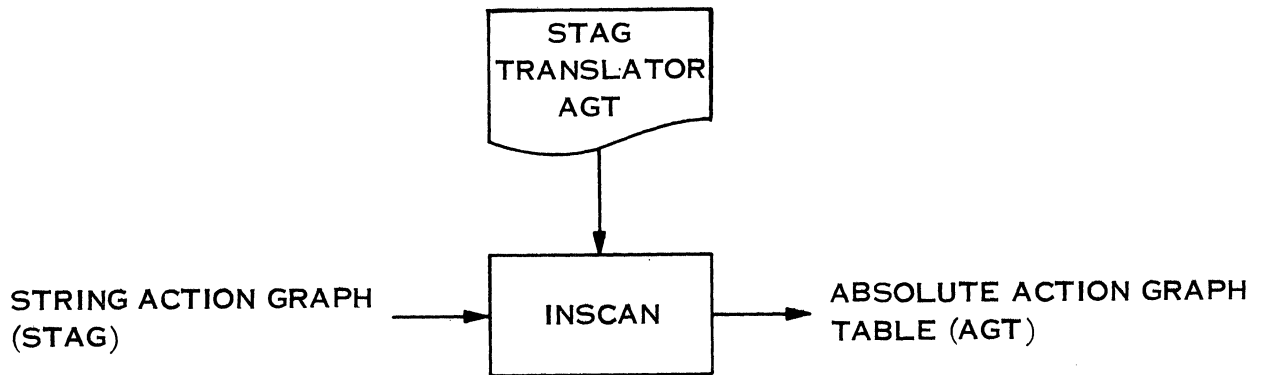 STAG
TRANSLATOR
AGT
STRING ACTION GRAPH
(STAG)
INSCAN
ABSOLUTE ACTION GRAPH
TABLE (AGT)